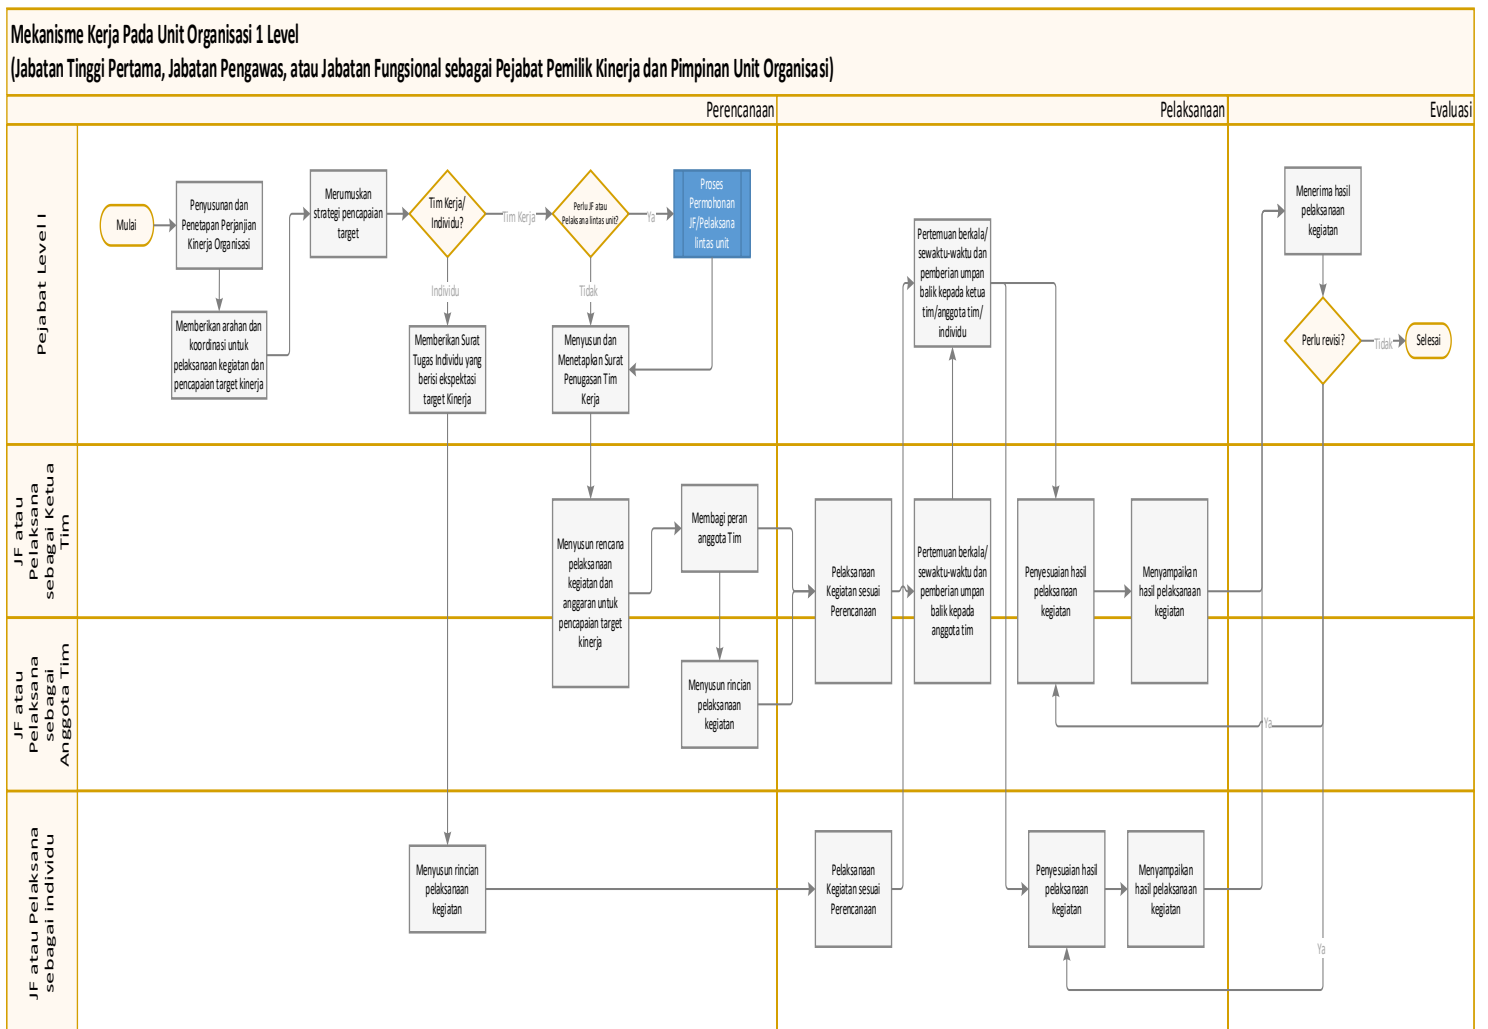 Mekanisme Kerja Pada Unit Organisasi 1 Level
(Jabatan Tinggi Pertama, Jabatan Pengawas, atau Jabatan Fungsional sebagai Pejabat Pemilik Kinerja dan Pimpinan Unit Organisasi)
Perencanaan
Pelaksanaan
Evaluasi
Pejabat Level I
Mulai
Penyusunan dan
Penetapan Perjanjian
Kinerja Organisasi
Memberikan arahan dan
koordinasi untuk
pelaksanaan kegiatan dan
pencapaian target kinerja
Merumuskan
strategi pencapaian
target
Tim Kerja/
Individu?
Tim Kerja
Individu
Perlu JF atau
Pelaksana lintas unit?
Ya
Tidak
Proses
Permohonan
JF/Pelaksana
lintas unit
Memberikan Surat
Tugas Individu yang
berisi ekspektasi
target Kinerja
Menyusun dan
Menetapkan Surat
Penugasan Tim
Kerja
Pertemuan berkala/
sewaktu-waktu dan
pemberian umpan
balik kepada ketua
tim/anggota tim/
individu
Menerima hasil
pelaksanaan
kegiatan
Perlu revisi?
Tidak
Selesai
JF atau
Pelaksana
sebagai Ketua
Tim
Menyusun rencana
pelaksanaan
kegiatan dan
anggaran untuk
pencapaian target
kinerja
Membagi peran
anggota Tim
Pelaksanaan
Kegiatan sesuai
Perencanaan
Pertemuan berkala/
sewaktu-waktu dan
pemberian umpan
balik kepada
anggota tim
Penyesuaian hasil
pelaksanaan
kegiatan
Menyampaikan
hasil pelaksanaan
kegiatan
JF atau
Pelaksana
sebagai
Anggota Tim
Menyusun rincian
pelaksanaan
kegiatan
Ya
JF atau Pelaksana
sebagai individu
Menyusun rincian
pelaksanaan
kegiatan
Pelaksanaan
Kegiatan sesuai
Perencanaan
Penyesuaian hasil
pelaksanaan
kegiatan
Menyampaikan
hasil pelaksanaan
kegiatan
Ya